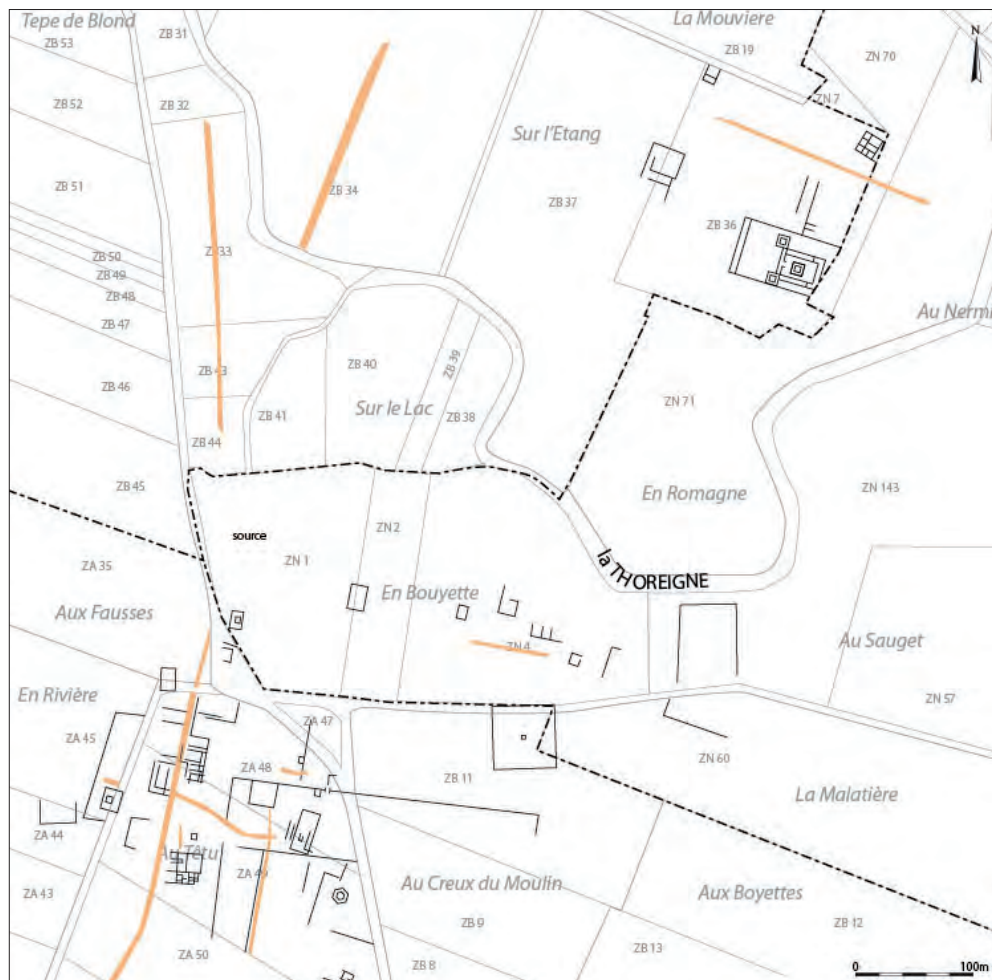 Tepe de Blond
ZB 31
La Mouviere
ZB 53
ZB 19
ZN 70
N
ZB 52
ZB 32
ZN 7
Sur l'Etang
ZB 51
ZB 34
ZB 37
ZB 36
ZB 33
ZB 50
ZB 49
ZB 48
Au Nermi
ZB 47
ZB 40
ZB 39
ZB 43
ZB 46
Sur le Lac
ZB 41
ZB 38
ZN 71
ZB 44
ZB 45
En Romagne
ZN 143
ZN 2
source
ZN 1
la THOREIGNE
ZA 35
En Bouyette
Aux Fausses
Au Sauget
ZN 4
En Rivière
ZN 57
ZA 47
ZA 45
ZA 48
ZB 11
ZN 60
La Malatière
ZA 44
Au Têtu
ZA 49
ZA 43
Au Creux du Moulin
Aux Boyettes
ZB 9
ZB 12
ZA 50
ZB 8
ZB 13
0 100m